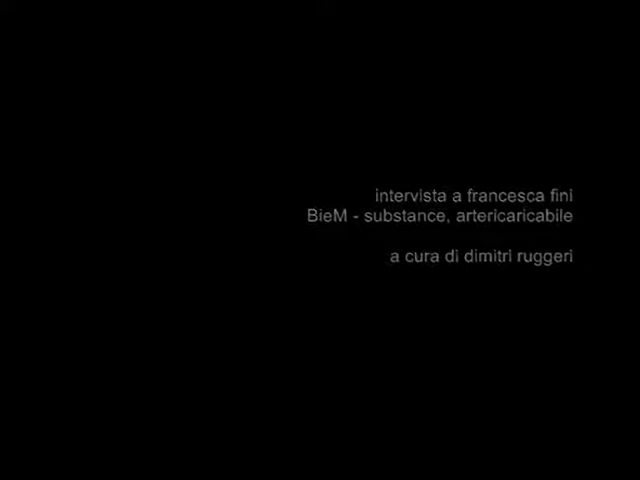 intervista a francesca fini
BieM - substance, artericaricabile
a cura di dimitri ruggeri